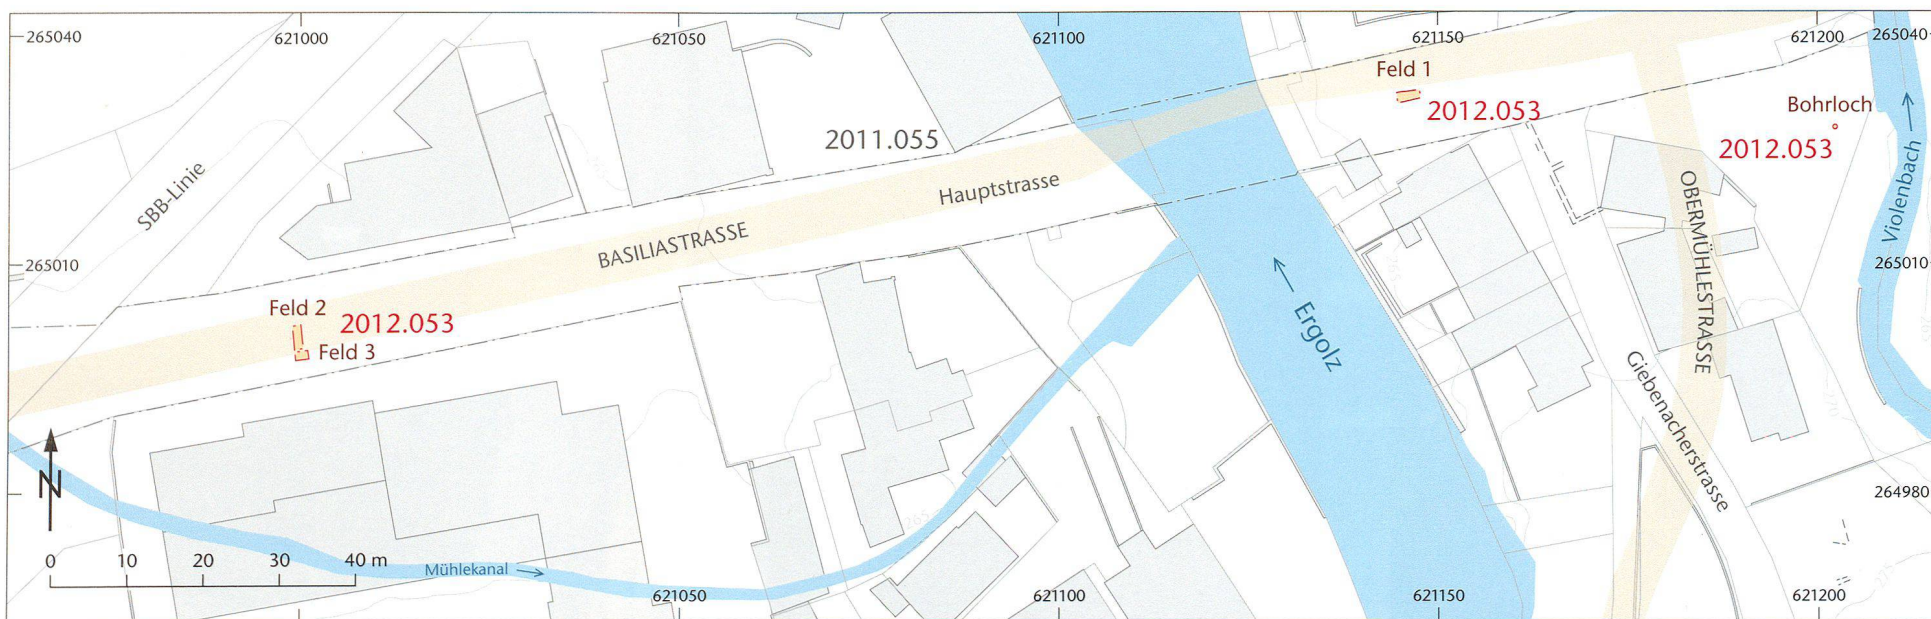 265040
621000
621050
621100
621150
621200
265040
Feld 1
2012.053
Bohrloch
2012.053
2011.055
SBB-Linie
Hauptstrasse
BASILIASTRASSE
OBERMÜHLESTRASSE
Violenbach
265010
265010
Feld 2
2012.053
Feld 3
Ergolz
Giebenacherstrasse
N
264980
0 10 20 30 40 m
Mühlekanal
621050
621100
621150
621200